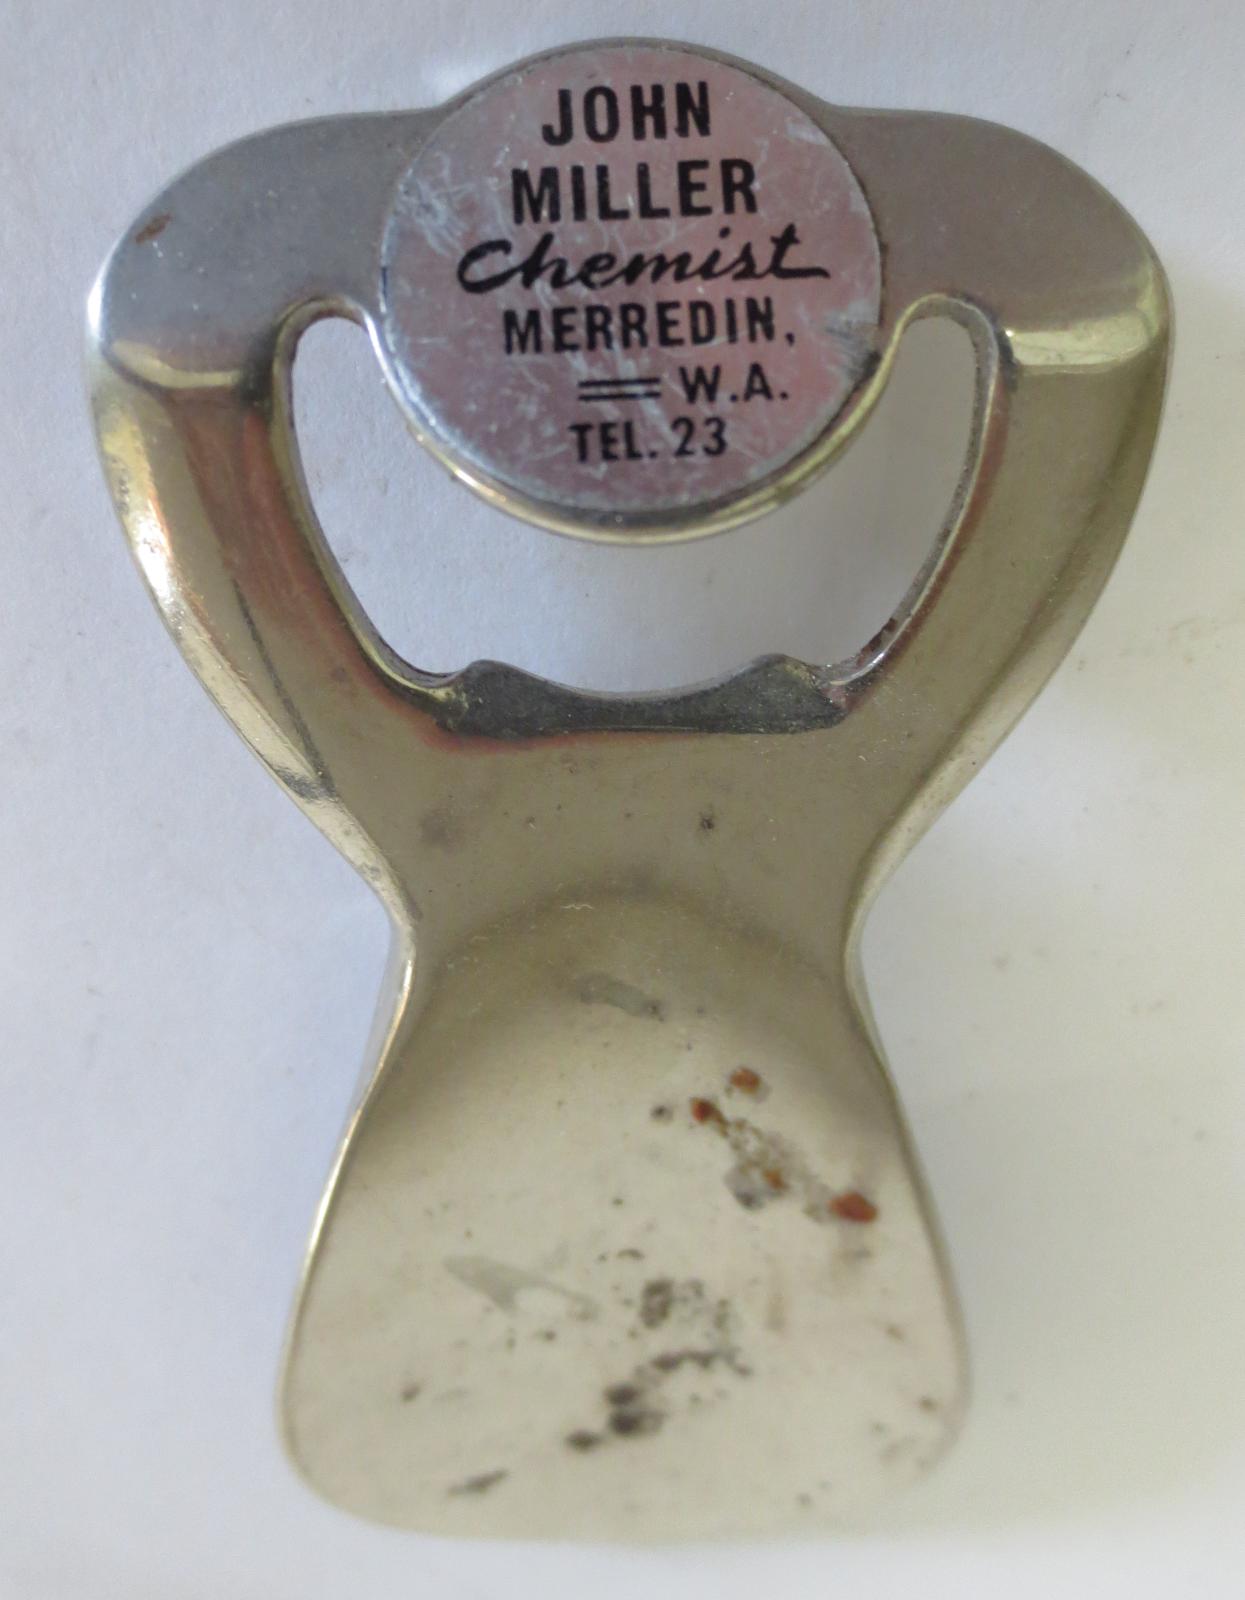 JOHN
MILLER
Chemist
MERREDIN,
W.A.
TEL. 23